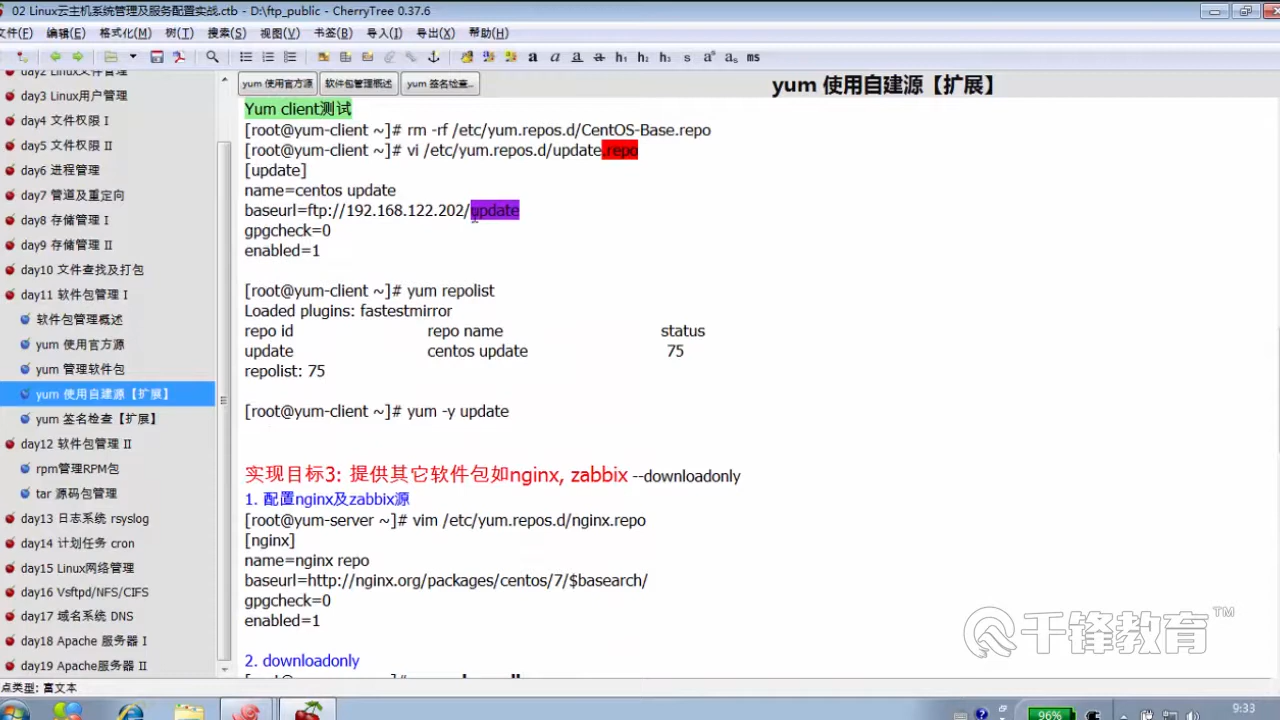 02 Linux云主机系统管理及服务配置实战.ctb - D:\ftp_public - CherryTree 0.37.6
文件(F) 编辑(E) 格式化(M) 树(T) 搜索(S) 视图(V) 书签(B) 导入(I) 导出(X) 帮助(H)
h₁ h₂ h₃ s aˢ aₛ ms
day2 Linux文件管理
day3 Linux用户管理
day4 文件权限 I
day5 文件权限 II
day6 进程管理
day7 管道及重定向
day8 存储管理 I
day9 存储管理 II
day10 文件查找及打包
day11 软件包管理 I
软件包管理概述
yum 使用官方源
yum 管理软件包
yum 使用自建源【扩展】
yum 签名检查【扩展】
day12 软件包管理 II
rpm管理RPM包
tar 源码包管理
day13 日志系统 rsyslog
day14 计划任务 cron
day15 Linux网络管理
day16 Vsftpd/NFS/CIFS
day17 域名系统 DNS
day18 Apache 服务器 I
day19 Apache服务器 II
yum 使用官方源 软件包管理概述 yum 签名检查...
yum 使用自建源【扩展】
Yum client测试
[root@yum-client ~]# rm -rf /etc/yum.repos.d/CentOS-Base.repo
[root@yum-client ~]# vi /etc/yum.repos.d/update.repo
[update]
name=centos update
baseurl=ftp://192.168.122.202/update
gpgcheck=0
enabled=1
[root@yum-client ~]# yum repolist
Loaded plugins: fastestmirror
repo id repo name status
update centos update 75
repolist: 75
[root@yum-client ~]# yum -y update
实现目标3: 提供其它软件包如nginx, zabbix --downloadonly
1. 配置nginx及zabbix源
[root@yum-server ~]# vim /etc/yum.repos.d/nginx.repo
[nginx]
name=nginx repo
baseurl=http://nginx.org/packages/centos/7/$basearch/
gpgcheck=0
enabled=1
2. downloadonly
千锋教育™
点类型: 富文本
96%
9:33